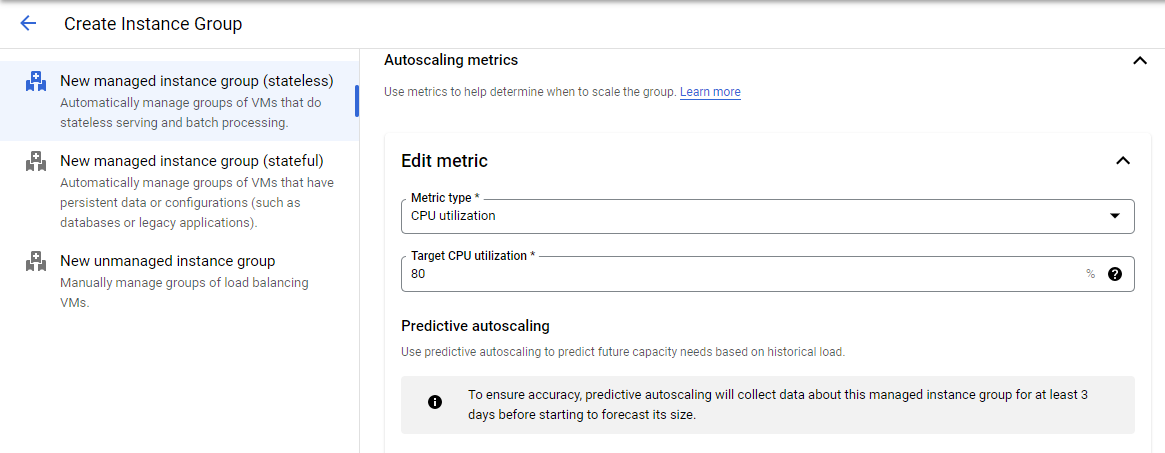 Create Instance Group
New managed instance group (stateless)
Automatically manage groups of VMs that do
stateless serving and batch processing.
New managed instance group (stateful)
Automatically manage groups of VMs that have
persistent data or configurations (such as
databases or legacy applications).
New unmanaged instance group
Manually manage groups of load balancing
VMs.
Autoscaling metrics
Use metrics to help determine when to scale the group. Learn more
Edit metric
Metric type *
CPU utilization
Target CPU utilization *
80 %
Predictive autoscaling
Use predictive autoscaling to predict future capacity needs based on historical load.
To ensure accuracy, predictive autoscaling will collect data about this managed instance group for at least 3
days before starting to forecast its size.